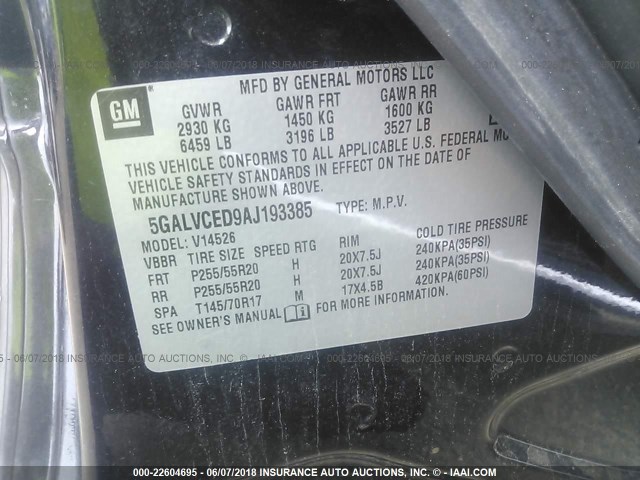 GM
MFD BY GENERAL MOTORS LLC
GVWR GAWR FRT GAWR RR
2930 KG 1450 KG 1600 KG
6459 LB 3196 LB 3527 LB
THIS VEHICLE CONFORMS TO ALL APPLICABLE U.S. FEDERAL
VEHICLE SAFETY STANDARDS IN EFFECT ON THE DATE OF
MANUFACTURE SHOWN ABOVE.
5GALVCED9AJ193385 TYPE: M.P.V.
MODEL: V14526
VBBR TIRE SIZE SPEED RTG RIM COLD TIRE PRESSURE
FRT P255/55R20 H 20X7.5J 240KPA(35PSI)
RR P255/55R20 H 20X7.5J 240KPA(35PSI)
SPA T145/70R17 M 17X4.5B 420KPA(60PSI)
SEE OWNER'S MANUAL i FOR MORE INFORMATION.
000-22604695 - 06/07/2018 INSURANCE AUTO AUCTIONS, INC. © - IAAI.COM